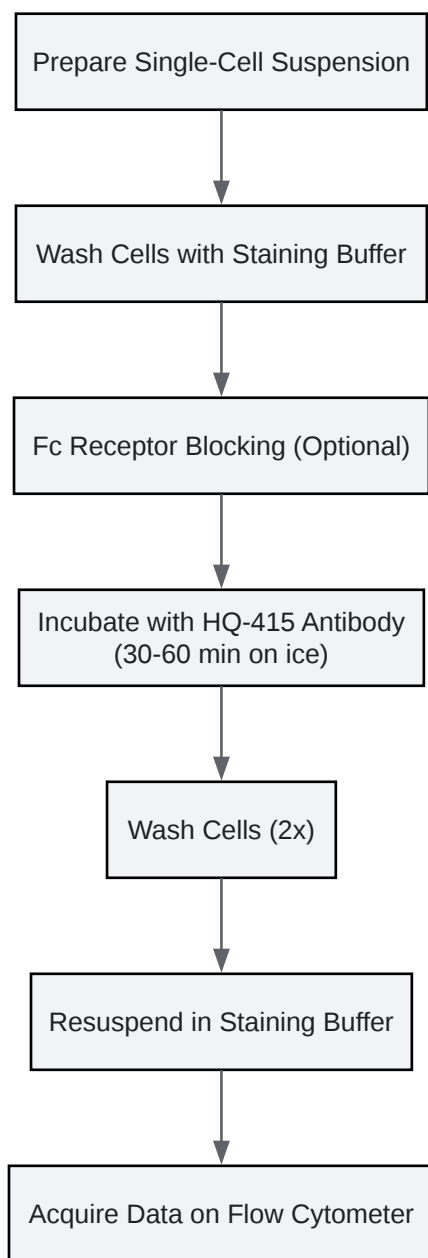 Prepare Single-Cell Suspension
Wash Cells with Staining Buffer
Fc Receptor Blocking (Optional)
Incubate with HQ-415 Antibody
(30-60 min on ice)
Wash Cells (2x)
Resuspend in Staining Buffer
Acquire Data on Flow Cytometer